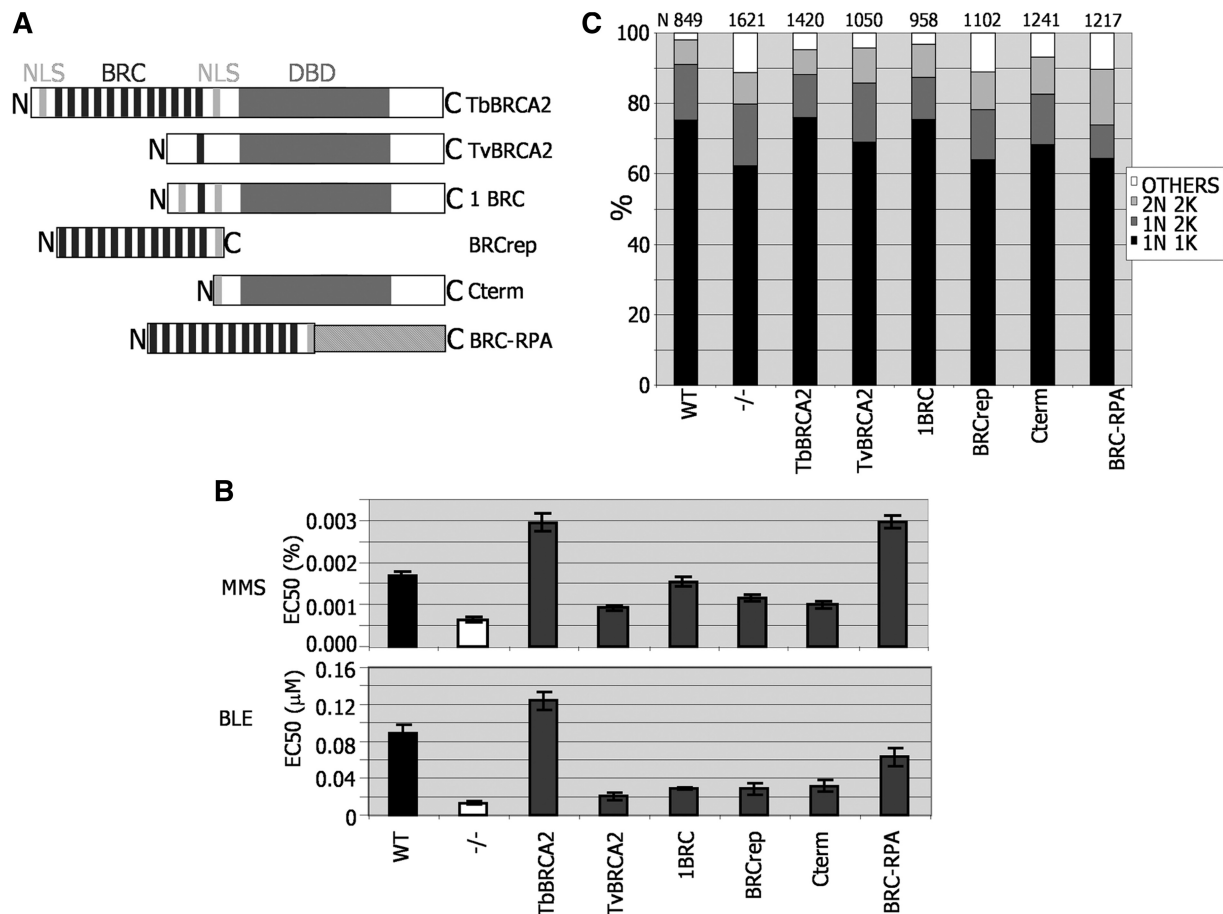 A
NLS BRC NLS DBD
N C TbBRCA2
N C TvBRCA2
N C 1 BRC
N C BRCrep
N C Cterm
N C BRC-RPA
B
MMS
EC50 (%)
0.003
0.002
0.001
0.000
BLE
EC50 (µM)
0.16
0.12
0.08
0.04
0
WT
-/-
TbBRCA2
TvBRCA2
1BRC
BRCrep
Cterm
BRC-RPA
C
N 849 1621 1420 1050 958 1102 1241 1217
%
100
80
60
40
20
0
WT
-/-
TbBRCA2
TvBRCA2
1BRC
BRCrep
Cterm
BRC-RPA
OTHERS
2N 2K
1N 2K
1N 1K